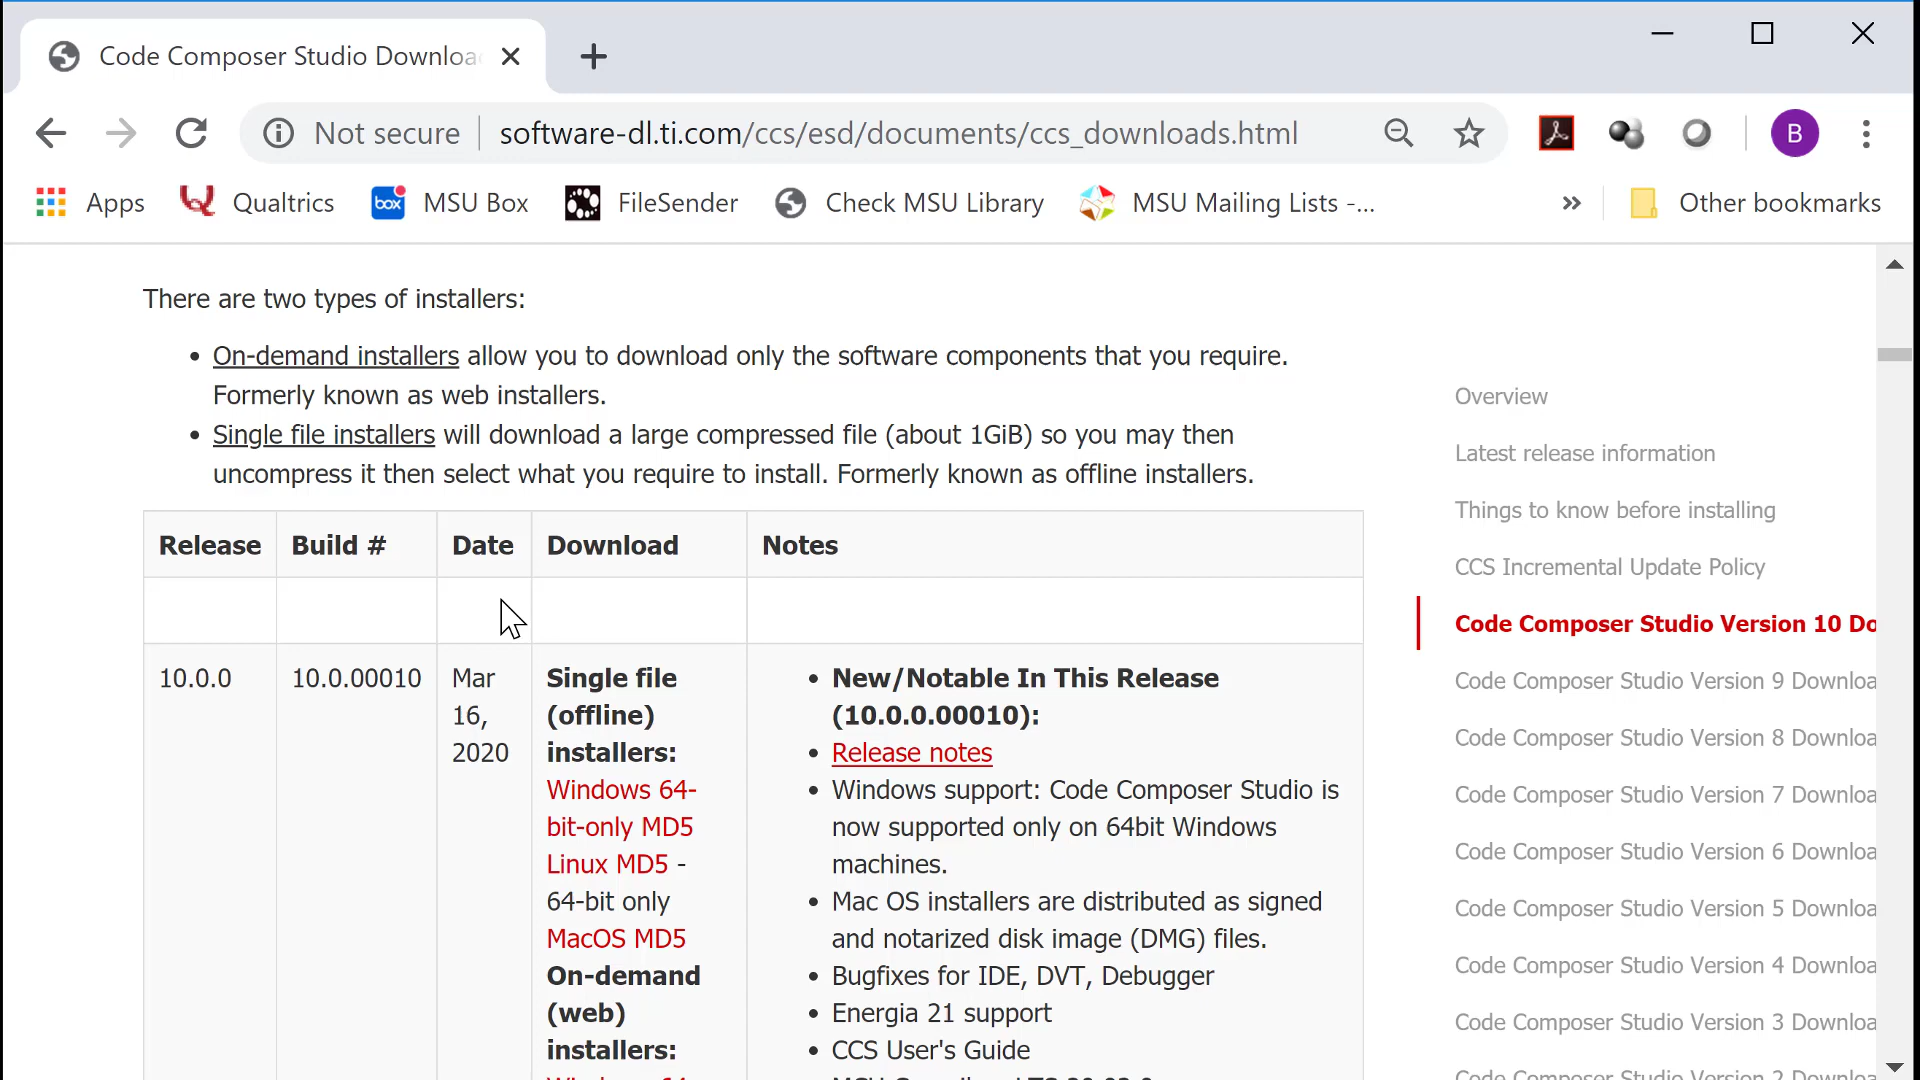 Code Composer Studio Downloa
Not secure
software-dl.ti.com/ccs/esd/documents/ccs_downloads.html
B
Apps
Qualtrics
box
MSU Box
FileSender
Check MSU Library
MSU Mailing Lists -...
»
Other bookmarks
There are two types of installers:
• On-demand installers allow you to download only the software components that you require.
Formerly known as web installers.
• Single file installers will download a large compressed file (about 1GiB) so you may then
uncompress it then select what you require to install. Formerly known as offline installers.
Release Build # Date Download Notes
10.0.0
10.0.00010
Mar
16,
2020
Single file
(offline)
installers:
Windows 64-
bit-only MD5
Linux MD5 -
64-bit only
MacOS MD5
On-demand
(web)
installers:
• New/Notable In This Release
(10.0.0.00010):
• Release notes
• Windows support: Code Composer Studio is
now supported only on 64bit Windows
machines.
• Mac OS installers are distributed as signed
and notarized disk image (DMG) files.
• Bugfixes for IDE, DVT, Debugger
• Energia 21 support
• CCS User's Guide
Overview
Latest release information
Things to know before installing
CCS Incremental Update Policy
Code Composer Studio Version 10 Do
Code Composer Studio Version 9 Downloa
Code Composer Studio Version 8 Downloa
Code Composer Studio Version 7 Downloa
Code Composer Studio Version 6 Downloa
Code Composer Studio Version 5 Downloa
Code Composer Studio Version 4 Downloa
Code Composer Studio Version 3 Downloa
Code Composer Studio Version 2 Downloa